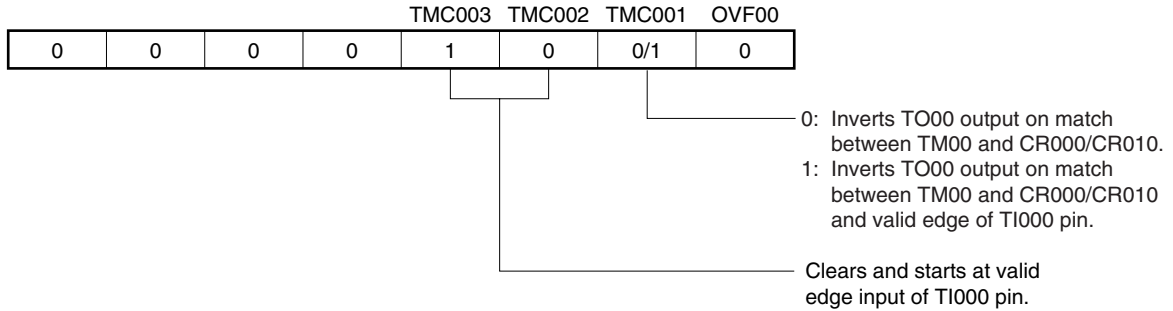 TMC003 TMC002 TMC001 OVF00
0 0 0 0 1 0 0/1 0
0: Inverts TO00 output on match
between TM00 and CR000/CR010.
1: Inverts TO00 output on match
between TM00 and CR000/CR010
and valid edge of TI000 pin.
Clears and starts at valid
edge input of TI000 pin.